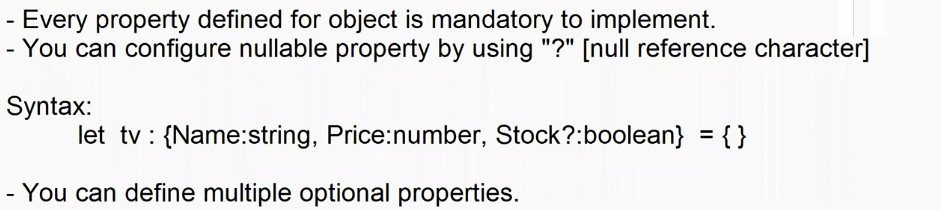 - Every property defined for object is mandatory to implement.
- You can configure nullable property by using "?" [null reference character]
Syntax:
let tv : {Name:string, Price:number, Stock?:boolean} = { }
- You can define multiple optional properties.